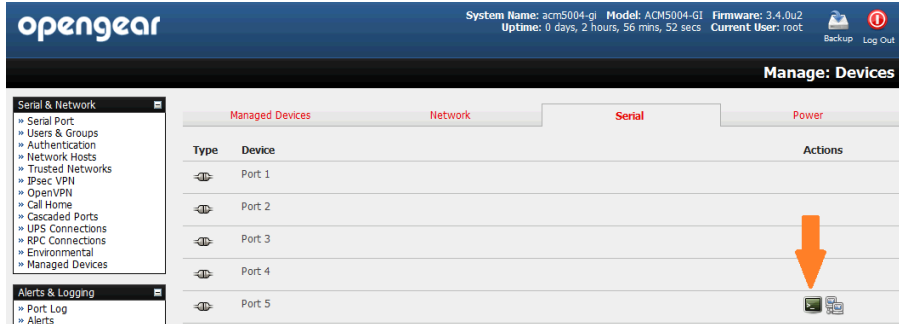 opengear
System Name: acm5004-gi Model: ACM5004-GI Firmware: 3.4.0u2
Uptime: 0 days, 2 hours, 56 mins, 52 secs Current User: root
Backup
Log Out
Manage: Devices
Serial & Network
» Serial Port
» Users & Groups
» Authentication
» Network Hosts
» Trusted Networks
» IPsec VPN
» OpenVPN
» Call Home
» Cascaded Ports
» UPS Connections
» RPC Connections
» Environmental
» Managed Devices
Alerts & Logging
» Port Log
» Alerts
Managed Devices
Network
Serial
Power
Type Device Actions
Port 1
Port 2
Port 3
Port 4
Port 5